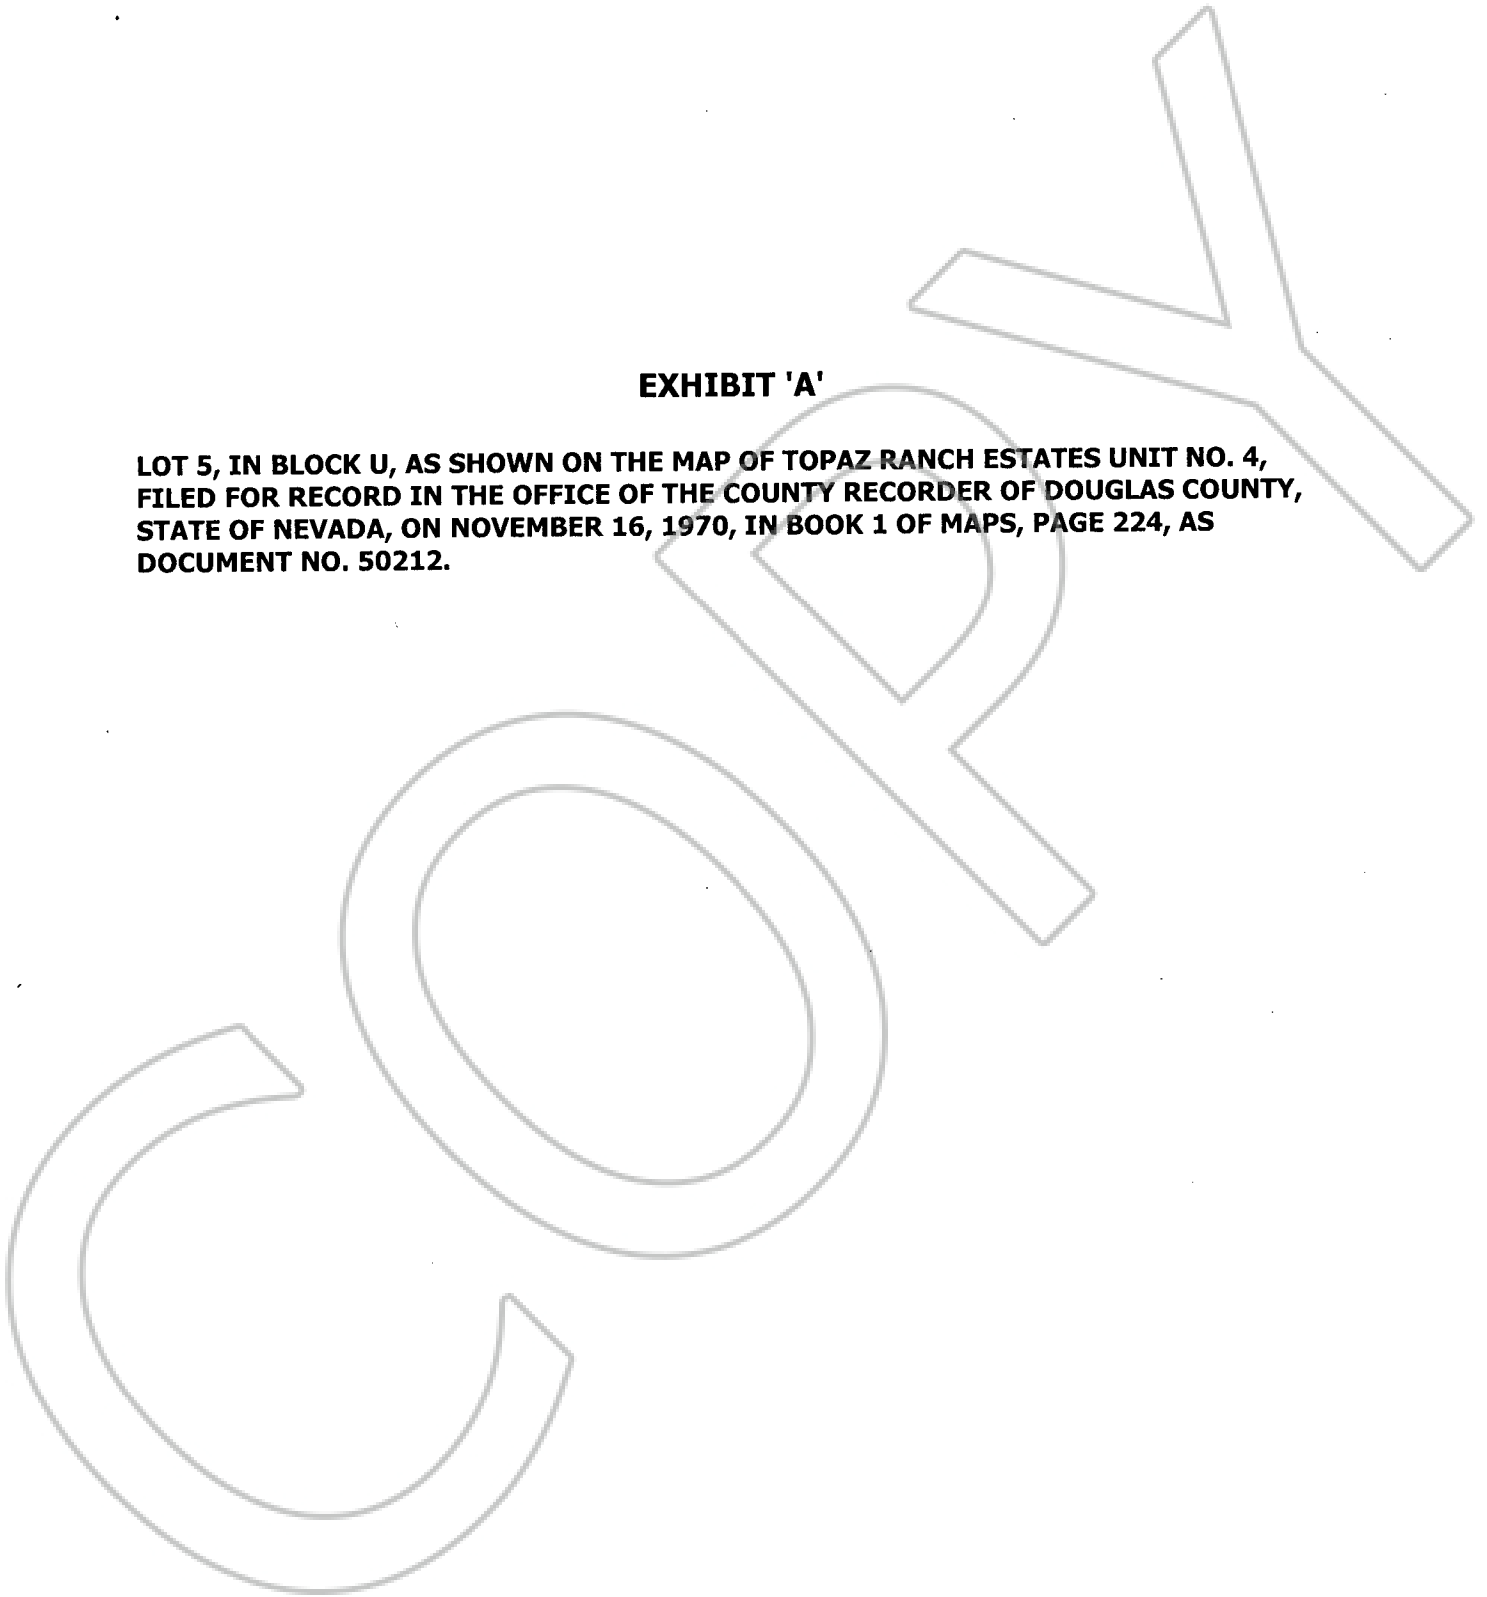 EXHIBIT 'A'
LOT 5, IN BLOCK U, AS SHOWN ON THE MAP OF TOPAZ RANCH ESTATES UNIT NO. 4,
FILED FOR RECORD IN THE OFFICE OF THE COUNTY RECORDER OF DOUGLAS COUNTY,
STATE OF NEVADA, ON NOVEMBER 16, 1970, IN BOOK 1 OF MAPS, PAGE 224, AS
DOCUMENT NO. 50212.
COPY